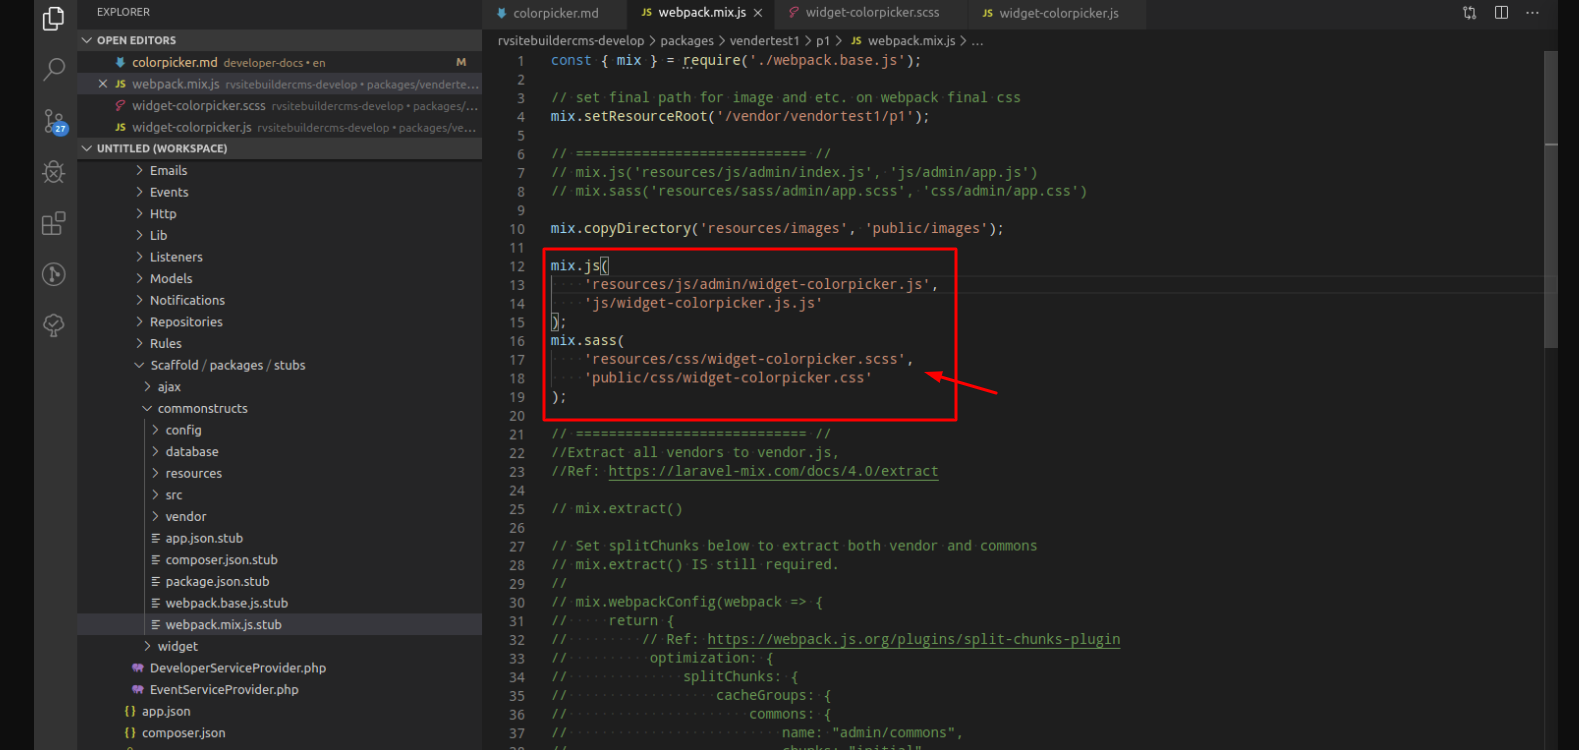 EXPLORER
OPEN EDITORS
colorpicker.md developer-docs • en M
JS webpack.mix.js rvsitebuildercms-develop • packages/venderte...
widget-colorpicker.scss rvsitebuildercms-develop • packages/...
JS widget-colorpicker.js rvsitebuildercms-develop • packages/ve...
27
UNTITLED (WORKSPACE)
Emails
Events
Http
Lib
Listeners
Models
Notifications
Repositories
Rules
Scaffold / packages / stubs
ajax
commonstructs
config
database
resources
src
vendor
app.json.stub
composer.json.stub
package.json.stub
webpack.base.js.stub
webpack.mix.js.stub
widget
DeveloperServiceProvider.php
EventServiceProvider.php
{} app.json
{} composer.json
colorpicker.md
JS webpack.mix.js
widget-colorpicker.scss
JS widget-colorpicker.js
rvsitebuildercms-develop > packages > vendertest1 > p1 > JS webpack.mix.js > ...
1 const { mix } = require('./webpack.base.js');
2
3 // set final path for image and etc. on webpack final css
4 mix.setResourceRoot('/vendor/vendortest1/p1');
5
6 // ============================ //
7 // mix.js('resources/js/admin/index.js', 'js/admin/app.js')
8 // mix.sass('resources/sass/admin/app.scss', 'css/admin/app.css')
9
10 mix.copyDirectory('resources/images', 'public/images');
11
12 mix.js(
13 'resources/js/admin/widget-colorpicker.js',
14 'js/widget-colorpicker.js.js'
15 );
16 mix.sass(
17 'resources/css/widget-colorpicker.scss',
18 'public/css/widget-colorpicker.css'
19 );
20
21 // ============================ //
22 //Extract all vendors to vendor.js,
23 //Ref: https://laravel-mix.com/docs/4.0/extract
24
25 // mix.extract()
26
27 // Set splitChunks below to extract both vendor and commons
28 // mix.extract() IS still required.
29 //
30 // mix.webpackConfig(webpack => {
31 // return {
32 // // Ref: https://webpack.js.org/plugins/split-chunks-plugin
33 // optimization: {
34 // splitChunks: {
35 // cacheGroups: {
36 // commons: {
37 // name: "admin/commons",
38 // chunks: "initial"